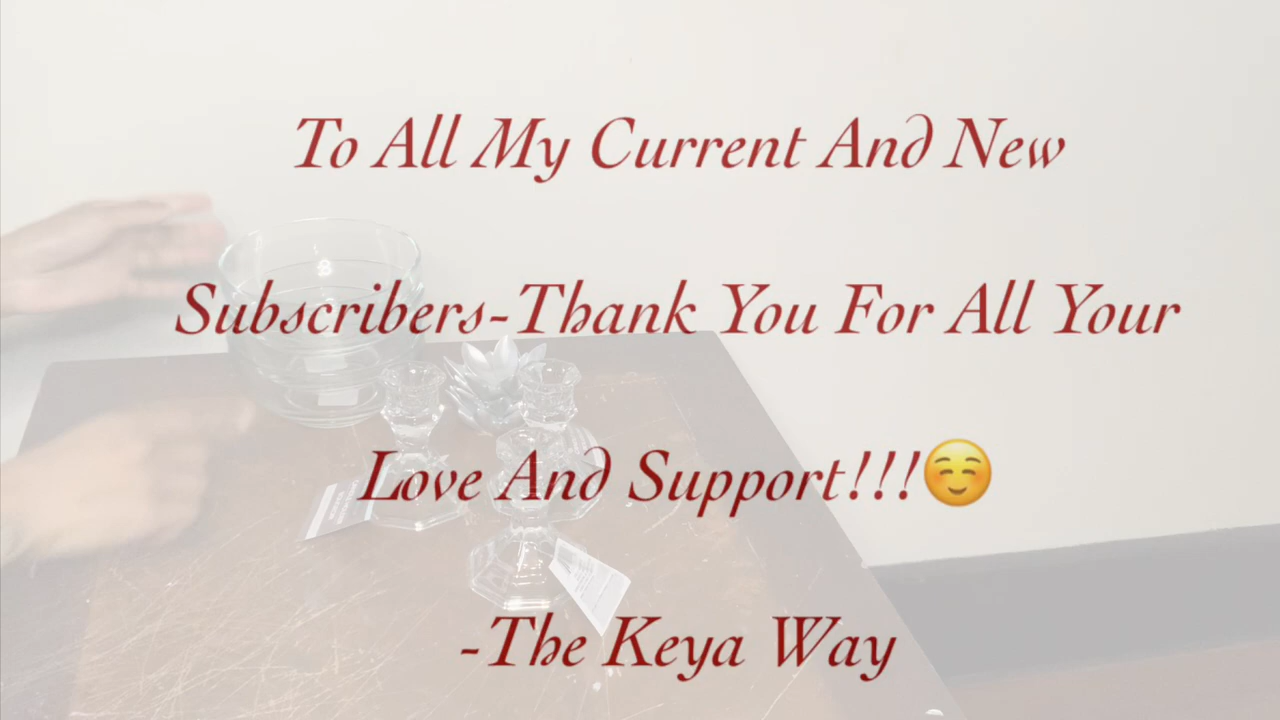 To All My Current And New
Subscribers-Thank You For All Your
Love And Support!!!☺️
-The Keya Way